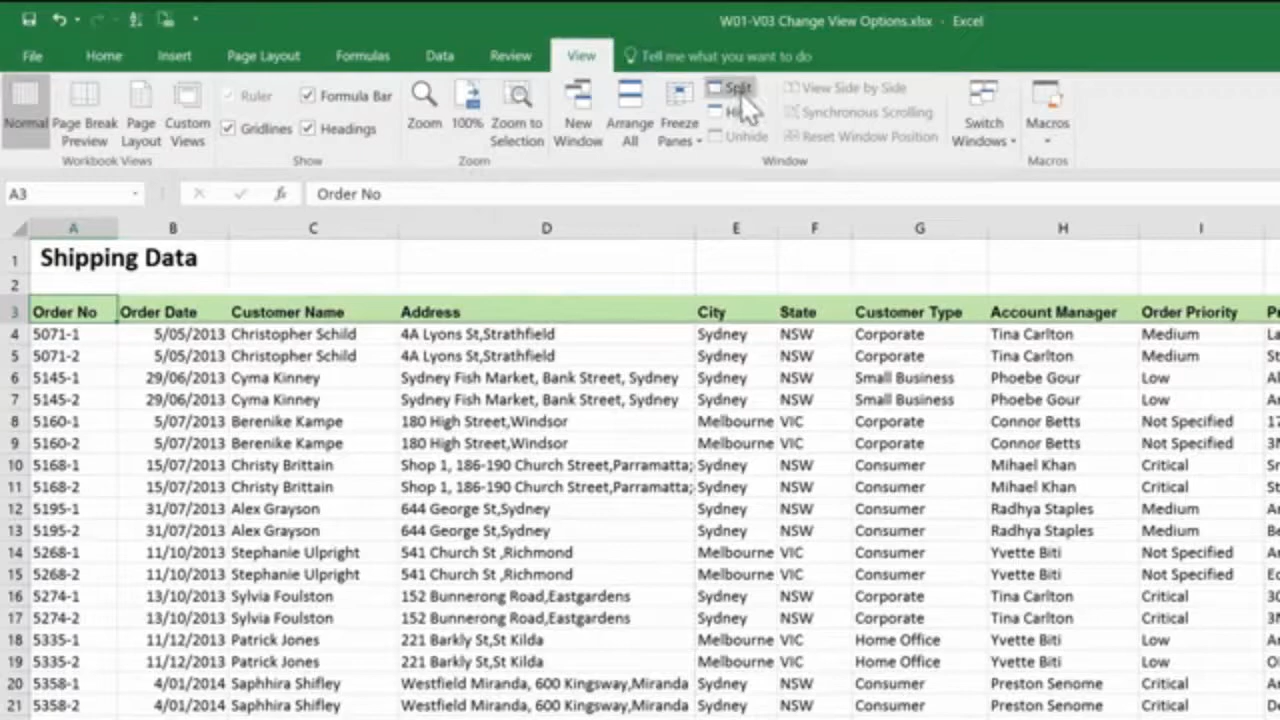 W01-V03 Change View Options.xlsx - Excel
File Home Insert Page Layout Formulas Data Review View Tell me what you want to do
Normal Page Break Preview Page Layout Custom Views
Workbook Views
Ruler Formula Bar
Gridlines Headings
Show
Zoom 100% Zoom to Selection
Zoom
New Window Arrange All Freeze Panes
Split
Unhide
View Side by Side
Synchronous Scrolling
Reset Window Position
Switch Windows
Window
Macros
Macros
A3 fx Order No
A B C D E F G H I
1 Shipping Data
2
3 Order No Order Date Customer Name Address City State Customer Type Account Manager Order Priority
4 5071-1 5/05/2013 Christopher Schild 4A Lyons St,Strathfield Sydney NSW Corporate Tina Carlton Medium
5 5071-2 5/05/2013 Christopher Schild 4A Lyons St,Strathfield Sydney NSW Corporate Tina Carlton Medium
6 5145-1 29/06/2013 Cyma Kinney Sydney Fish Market, Bank Street, Sydney Sydney NSW Small Business Phoebe Gour Low
7 5145-2 29/06/2013 Cyma Kinney Sydney Fish Market, Bank Street, Sydney Sydney NSW Small Business Phoebe Gour Low
8 5160-1 5/07/2013 Berenike Kampe 180 High Street,Windsor Melbourne VIC Corporate Connor Betts Not Specified
9 5160-2 5/07/2013 Berenike Kampe 180 High Street,Windsor Melbourne VIC Corporate Connor Betts Not Specified
10 5168-1 15/07/2013 Christy Brittain Shop 1, 186-190 Church Street,Parramatta; Sydney NSW Consumer Mihael Khan Critical
11 5168-2 15/07/2013 Christy Brittain Shop 1, 186-190 Church Street,Parramatta; Sydney NSW Consumer Mihael Khan Critical
12 5195-1 31/07/2013 Alex Grayson 644 George St,Sydney Sydney NSW Consumer Radhya Staples Medium
13 5195-2 31/07/2013 Alex Grayson 644 George St,Sydney Sydney NSW Consumer Radhya Staples Medium
14 5268-1 11/10/2013 Stephanie Ulpright 541 Church St ,Richmond Melbourne VIC Consumer Yvette Biti Not Specified
15 5268-2 11/10/2013 Stephanie Ulpright 541 Church St ,Richmond Melbourne VIC Consumer Yvette Biti Not Specified
16 5274-1 13/10/2013 Sylvia Foulston 152 Bunnerong Road,Eastgardens Sydney NSW Corporate Tina Carlton Critical
17 5274-2 13/10/2013 Sylvia Foulston 152 Bunnerong Road,Eastgardens Sydney NSW Corporate Tina Carlton Critical
18 5335-1 11/12/2013 Patrick Jones 221 Barkly St,St Kilda Melbourne VIC Home Office Yvette Biti Low
19 5335-2 11/12/2013 Patrick Jones 221 Barkly St,St Kilda Melbourne VIC Home Office Yvette Biti Low
20 5358-1 4/01/2014 Saphhira Shifley Westfield Miranda, 600 Kingsway,Miranda Sydney NSW Consumer Preston Senome Critical
21 5358-2 4/01/2014 Saphhira Shifley Westfield Miranda, 600 Kingsway,Miranda Sydney NSW Consumer Preston Senome Critical